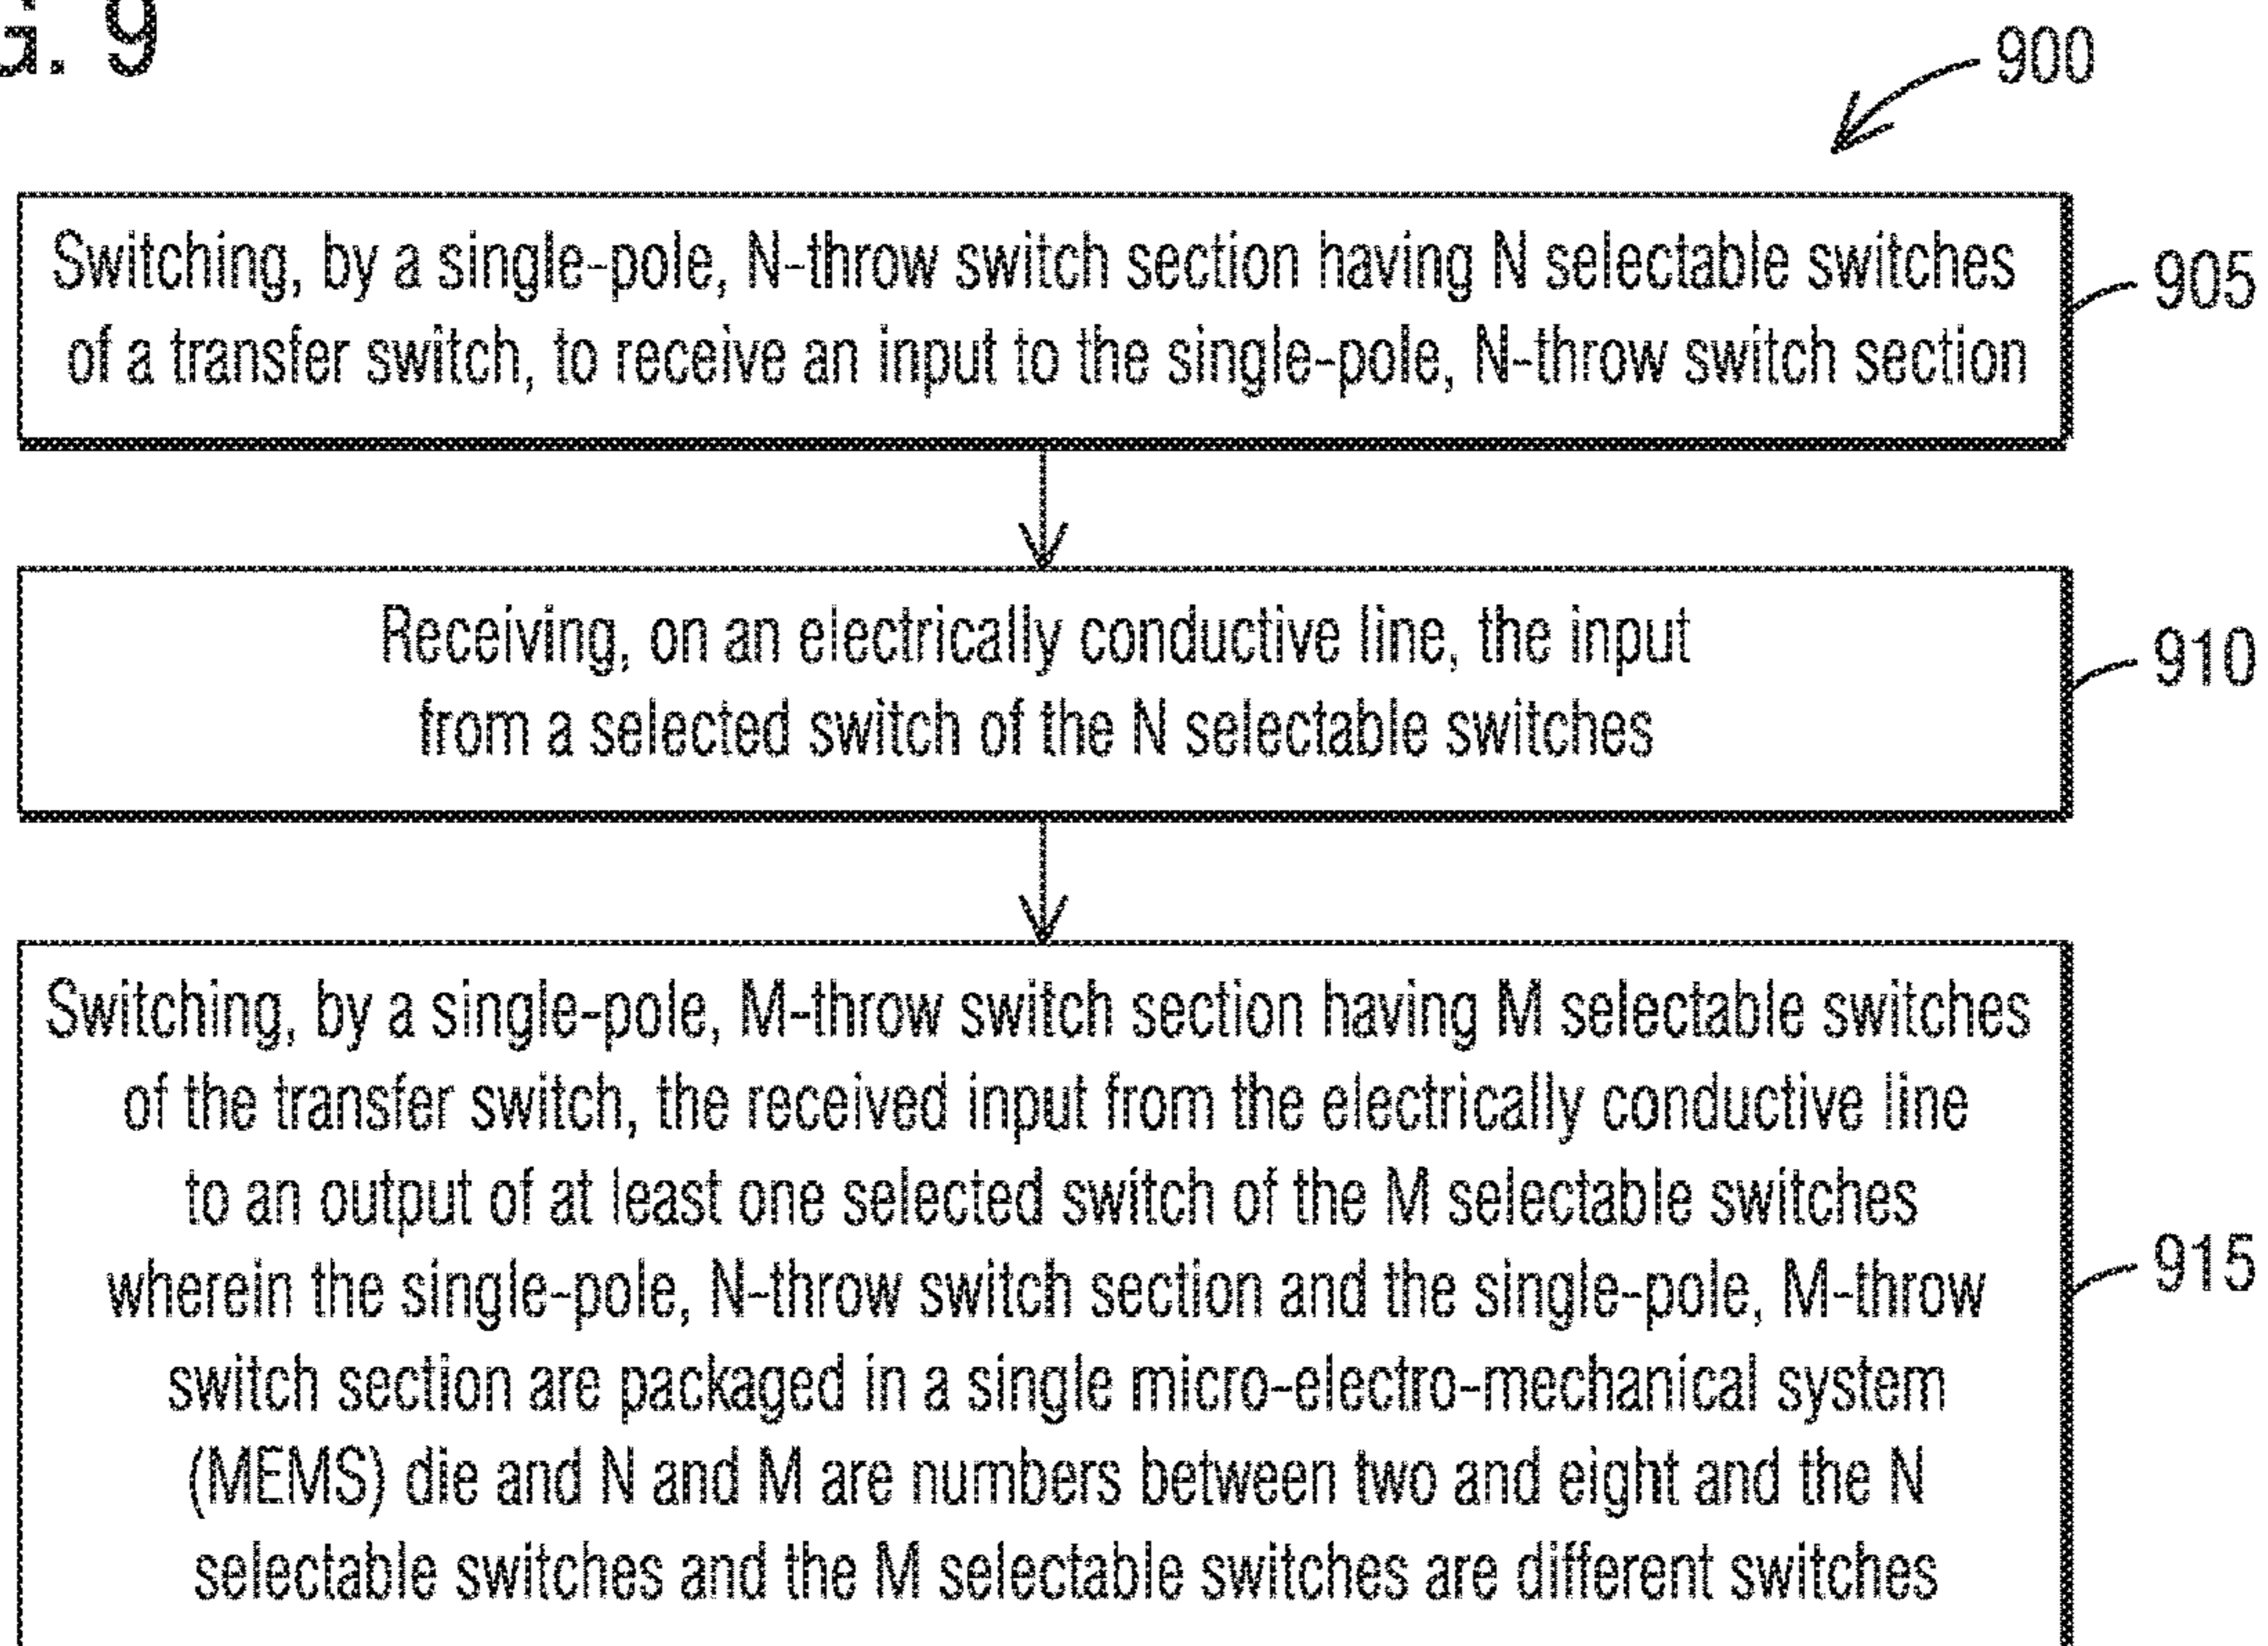 G. 9
900
Switching, by a single-pole, N-throw switch section having N selectable switches
of a transfer switch, to receive an input to the single-pole, N-throw switch section
905
Receiving, on an electrically conductive line, the input
from a selected switch of the N selectable switches
910
Switching, by a single-pole, M-throw switch section having M selectable switches
of the transfer switch, the received input from the electrically conductive line
to an output of at least one selected switch of the M selectable switches
wherein the single-pole, N-throw switch section and the single-pole, M-throw
switch section are packaged in a single micro-electro-mechanical system
(MEMS) die and N and M are numbers between two and eight and the N
selectable switches and the M selectable switches are different switches
915